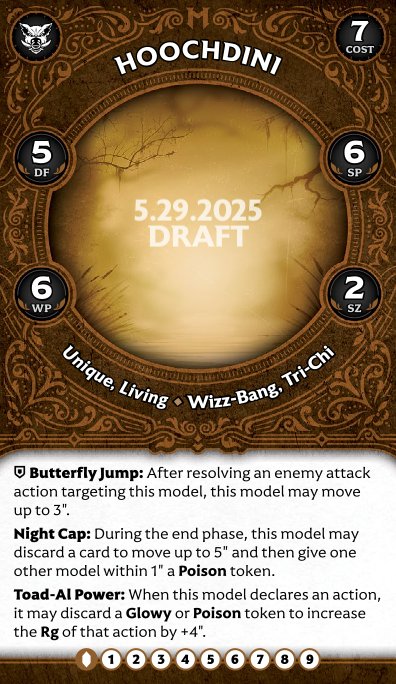 7
COST
HOOCHDINI
5
DF
6
SP
5.29.2025
DRAFT
6
WP
2
SZ
Unique, Living ◆ Wizz-Bang, Tri-Chi
Butterfly Jump: After resolving an enemy attack
action targeting this model, this model may move
up to 3".
Night Cap: During the end phase, this model may
discard a card to move up to 5" and then give one
other model within 1" a Poison token.
Toad-Al Power: When this model declares an action,
it may discard a Glowy or Poison token to increase
the Rg of that action by +4".
1 2 3 4 5 6 7 8 9